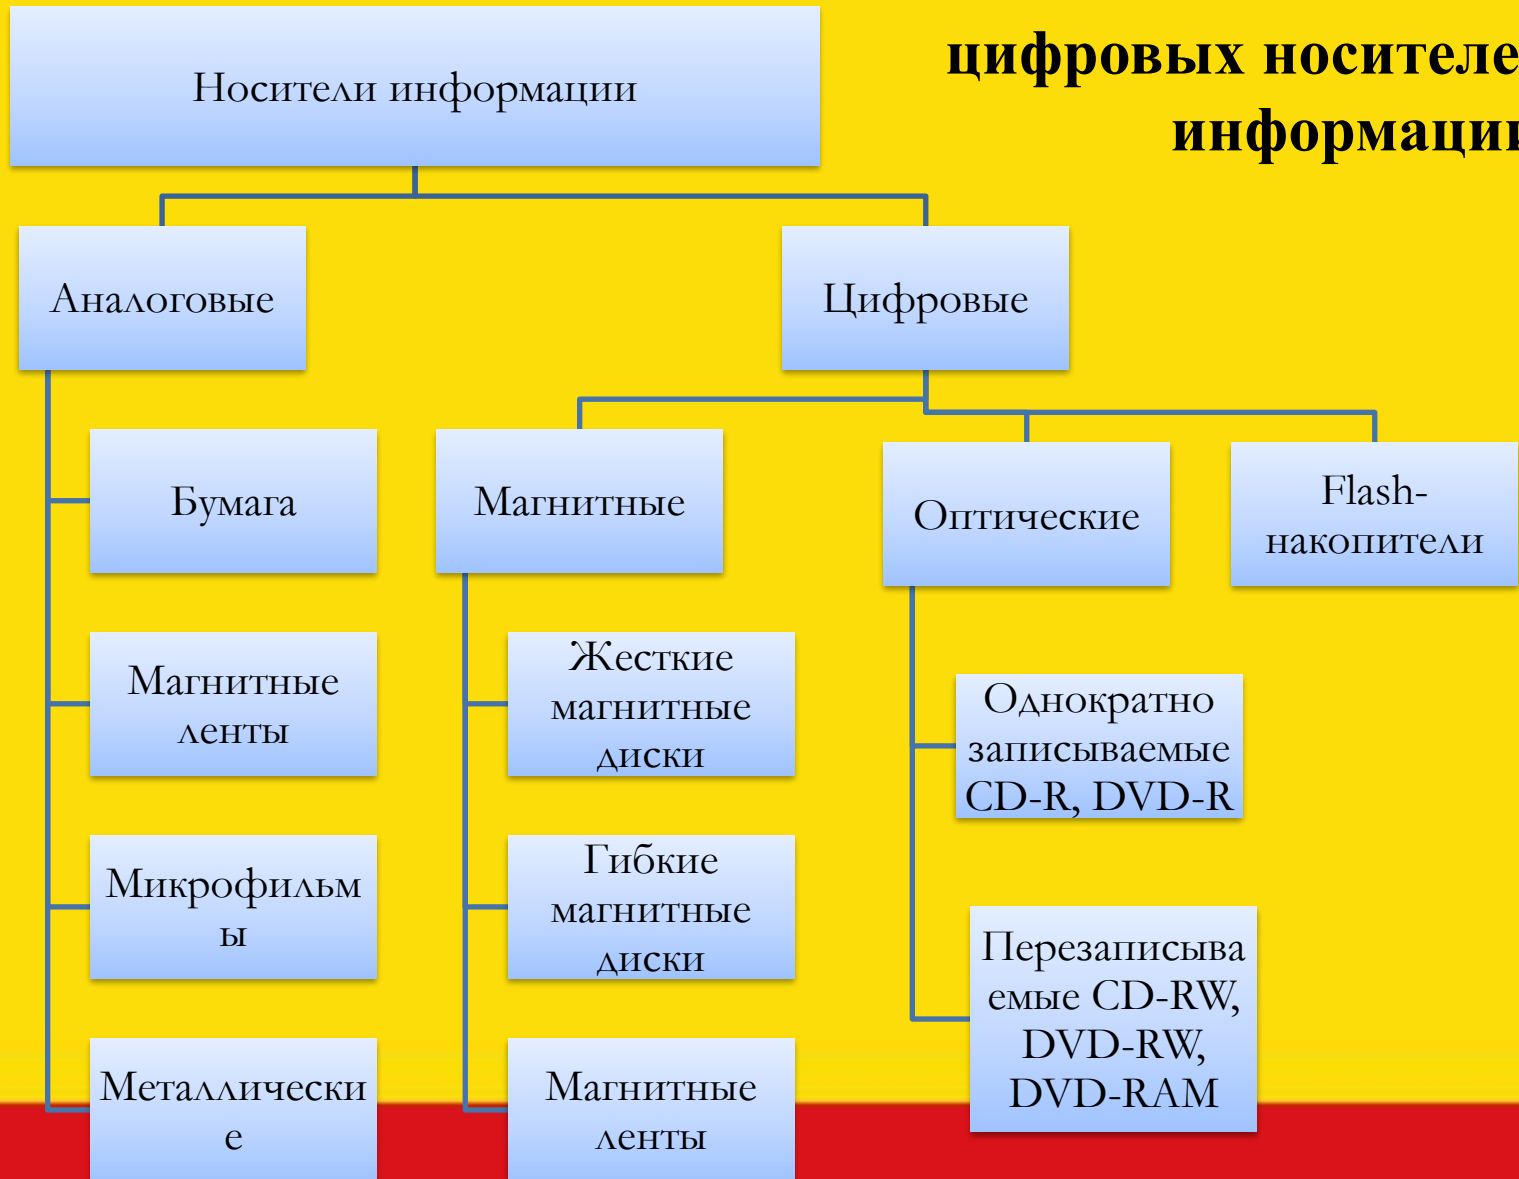 цифровых носителе
информации
Носители информации
Аналоговые
Цифровые
Бумага
Магнитные
ленты
Микрофильм
ы
Металлически
е
Магнитные
Жесткие
магнитные
диски
Гибкие
магнитные
диски
Магнитные
ленты
Оптические
Однократно
записываемые
CD-R, DVD-R
Перезаписыва
емые CD-RW,
DVD-RW,
DVD-RAM
Flash-
накопители